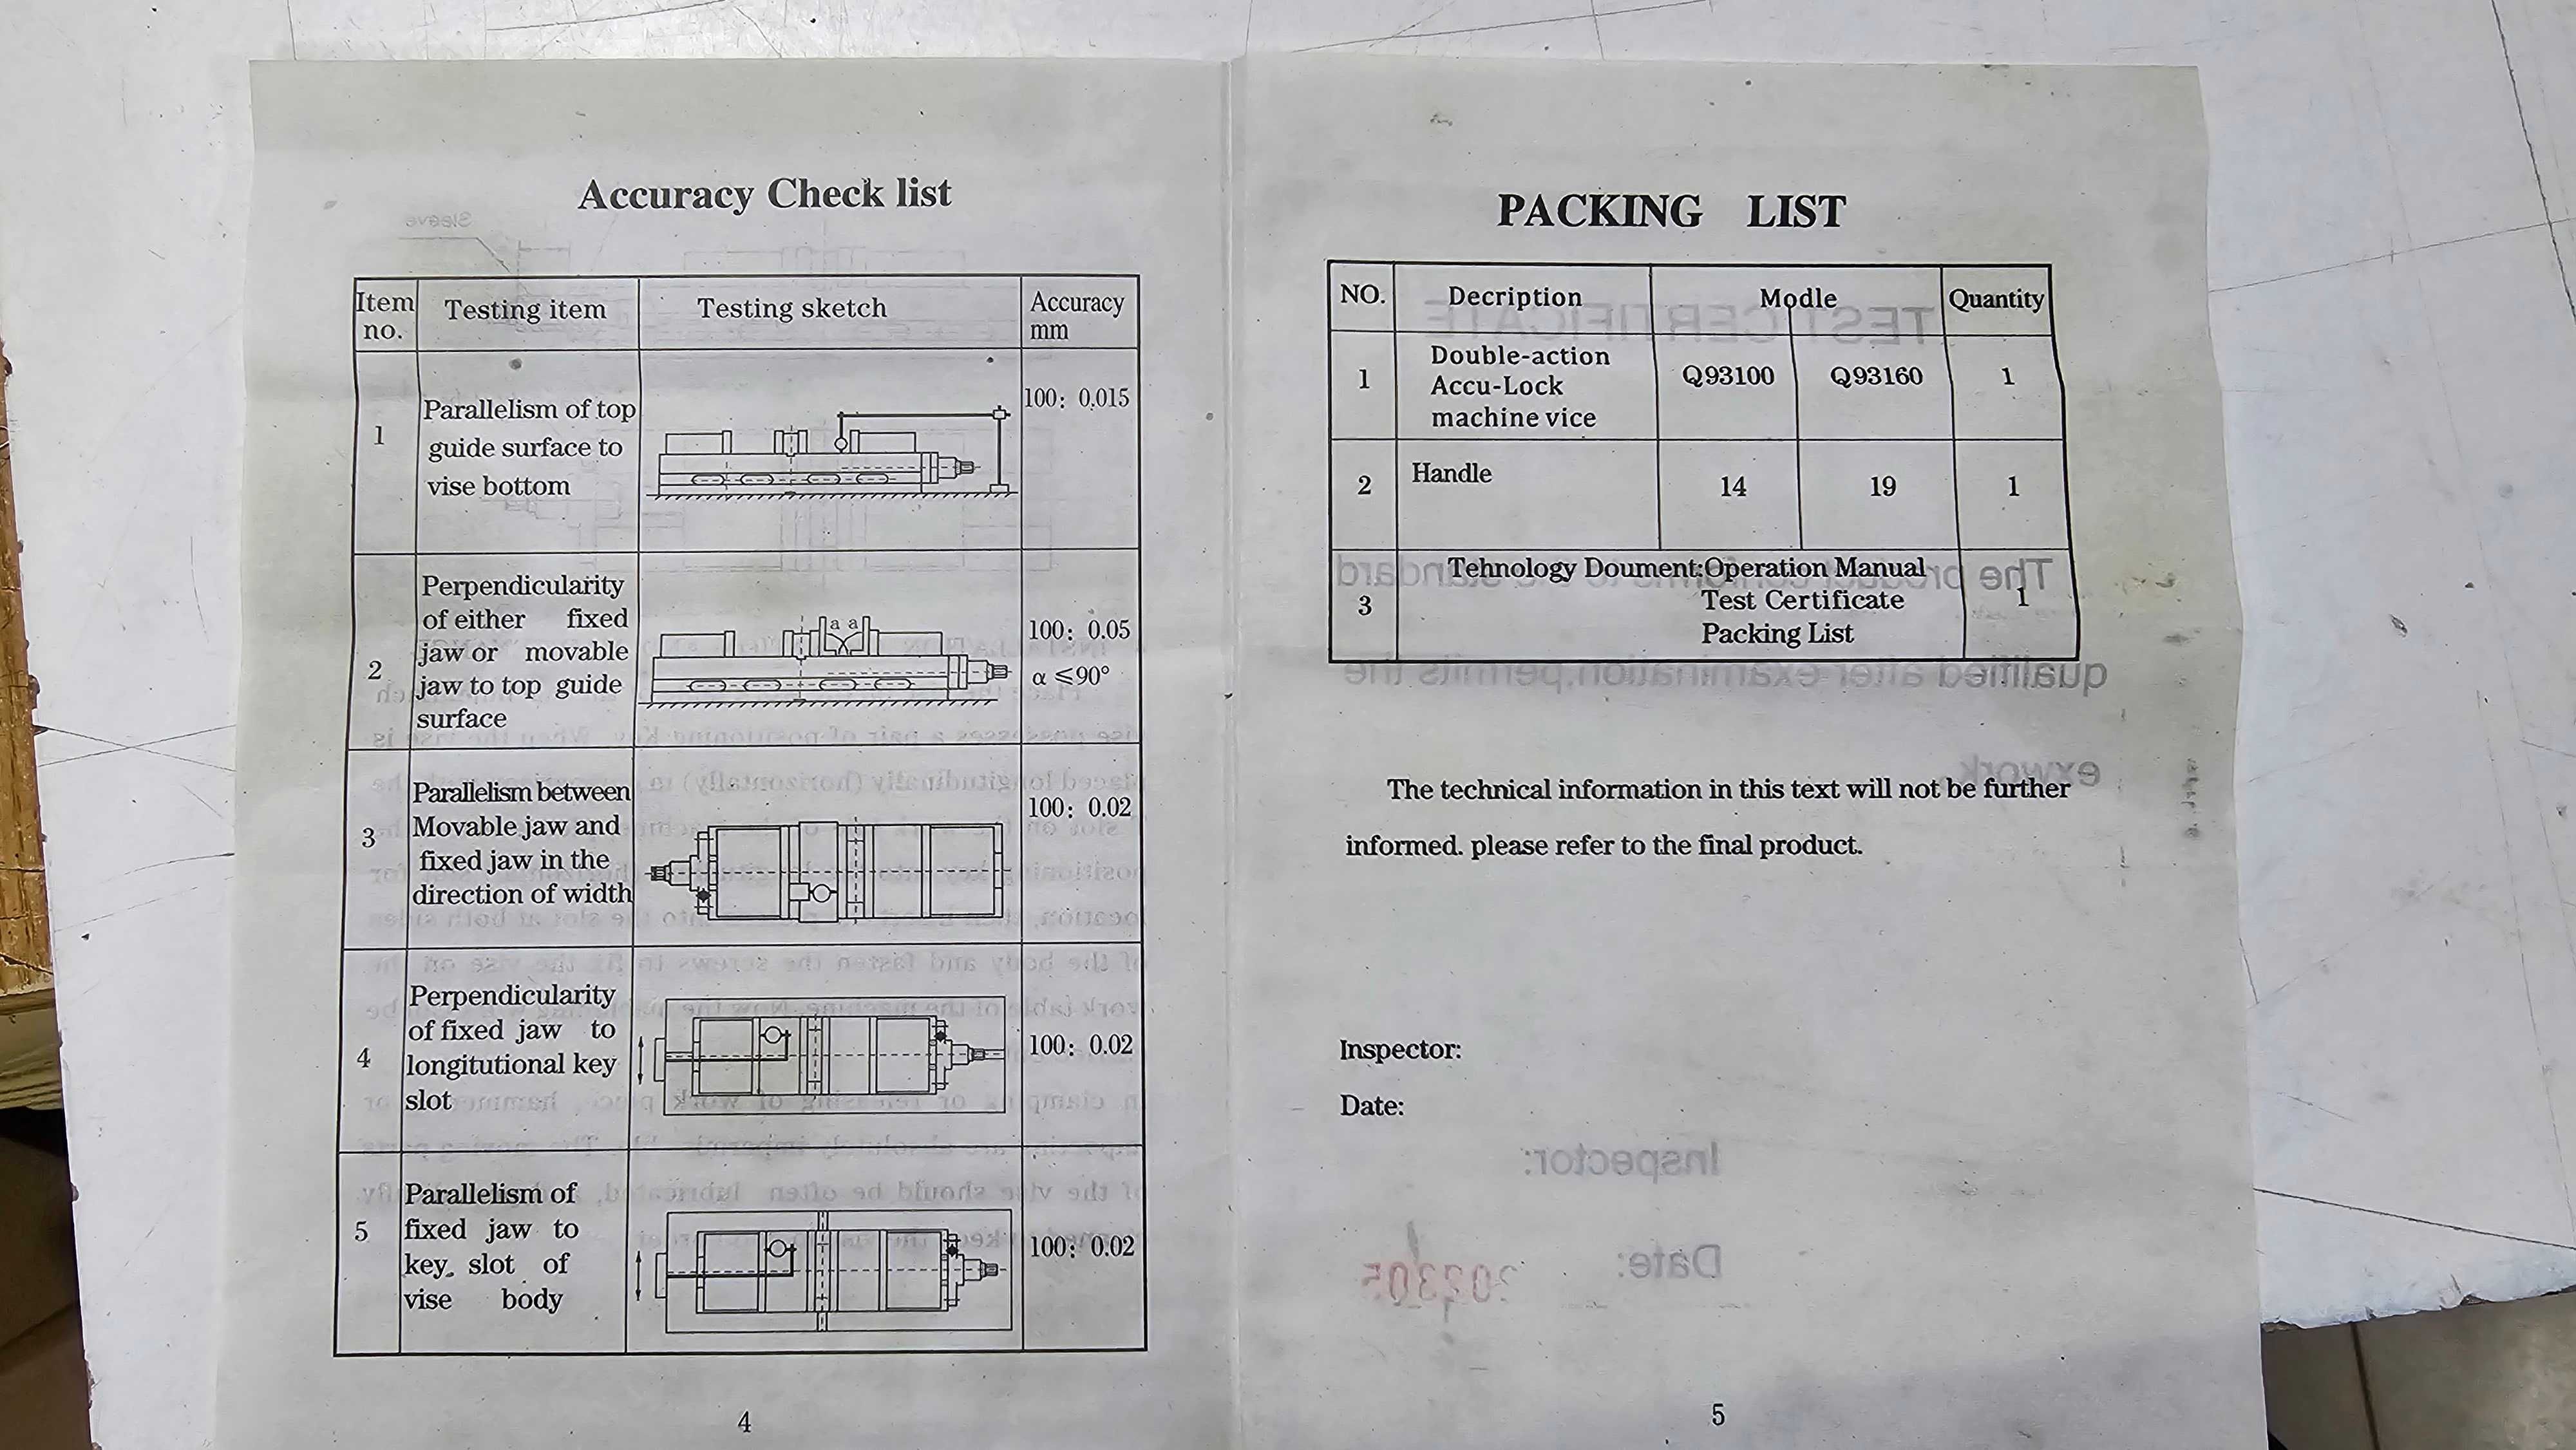 Accuracy Check list
Item no.
Testing item
Testing sketch
Accuracy mm
1
Parallelism of top
guide surface to
vise bottom
100: 0.015
2
Perpendicularity
of either fixed
jaw or movable
jaw to top guide
surface
a a
100: 0.05
α ⩽90°
3
Parallelism between
Movable jaw and
fixed jaw in the
direction of width
100: 0.02
4
Perpendicularity
of fixed jaw to
longitutional key
slot
100: 0.02
5
Parallelism of
fixed jaw to
key slot of
vise body
100: 0.02
4
PACKING LIST
NO.
Decription
Modle
Quantity
1
Double-action
Accu-Lock
machine vice
Q93100
Q93160
1
2
Handle
14
19
1
3
Tehnology Doument:Operation Manual
Test Certificate
Packing List
1
The technical information in this text will not be further
informed. please refer to the final product.
Inspector:
Date:
5